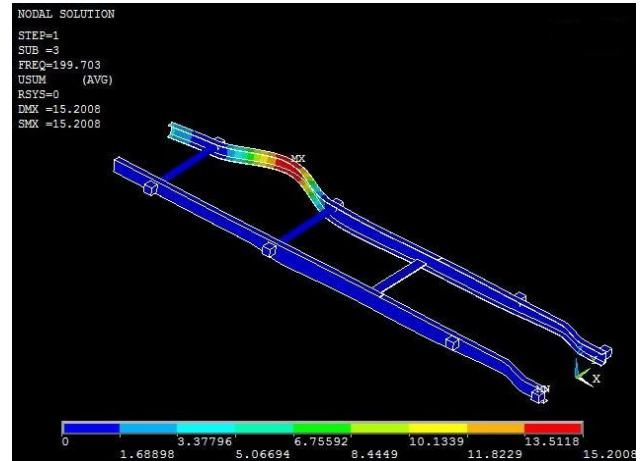 NODAL SOLUTION
STEP=1
SUB =3
FREQ=199.703
USUM (AVG)
RSYS=0
DMX =15.2008
SMX =15.2008
MX
MN
X
0 3.37796 6.75592 10.1339 13.5118
1.68898 5.06694 8.4449 11.8229 15.2008